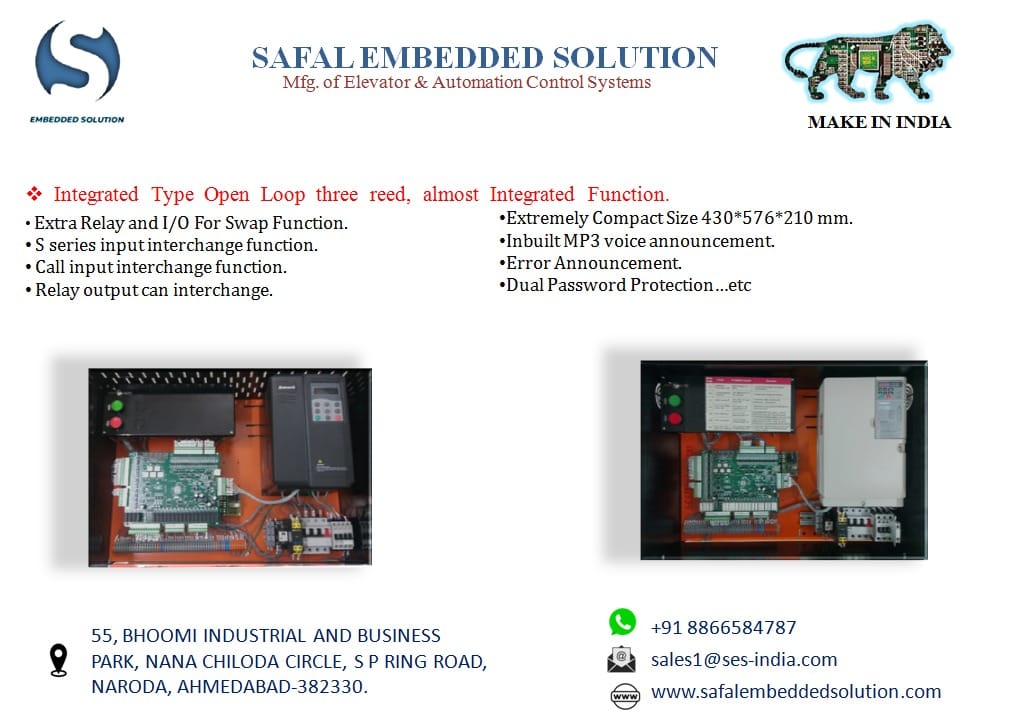 EMBEDDED SOLUTION
SAFAL EMBEDDED SOLUTION
Mfg. of Elevator & Automation Control Systems
MAKE IN INDIA
❖ Integrated Type Open Loop three reed, almost Integrated Function.
• Extra Relay and I/O For Swap Function.
• S series input interchange function.
• Call input interchange function.
• Relay output can interchange.
•Extremely Compact Size 430*576*210 mm.
•Inbuilt MP3 voice announcement.
•Error Announcement.
•Dual Password Protection...etc
55, BHOOMI INDUSTRIAL AND BUSINESS
PARK, NANA CHILODA CIRCLE, S P RING ROAD,
NARODA, AHMEDABAD-382330.
+91 8866584787
@
sales1@ses-india.com
www
www.safalembeddedsolution.com